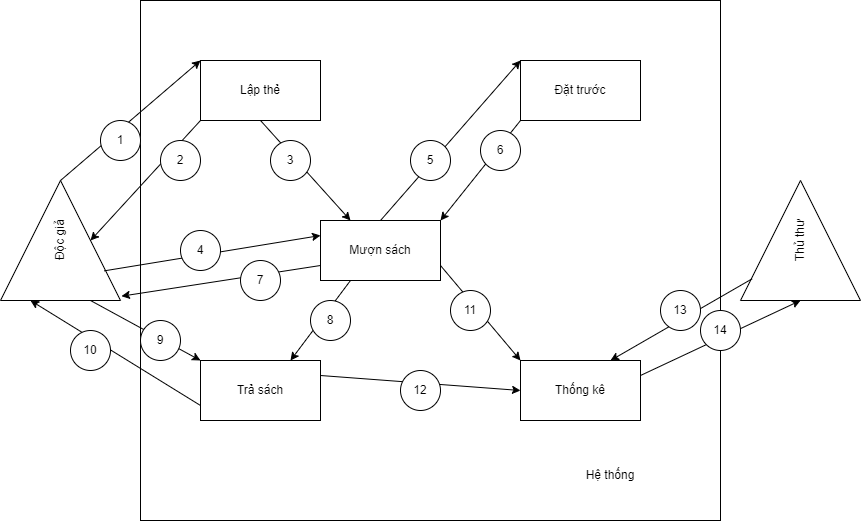 Lập thẻ
Đặt trước
1
2
3
5
6
Độc giả
Thủ thư
4
Mượn sách
7
8
11
13
14
9
10
Trả sách
12
Thống kê
Hệ thống